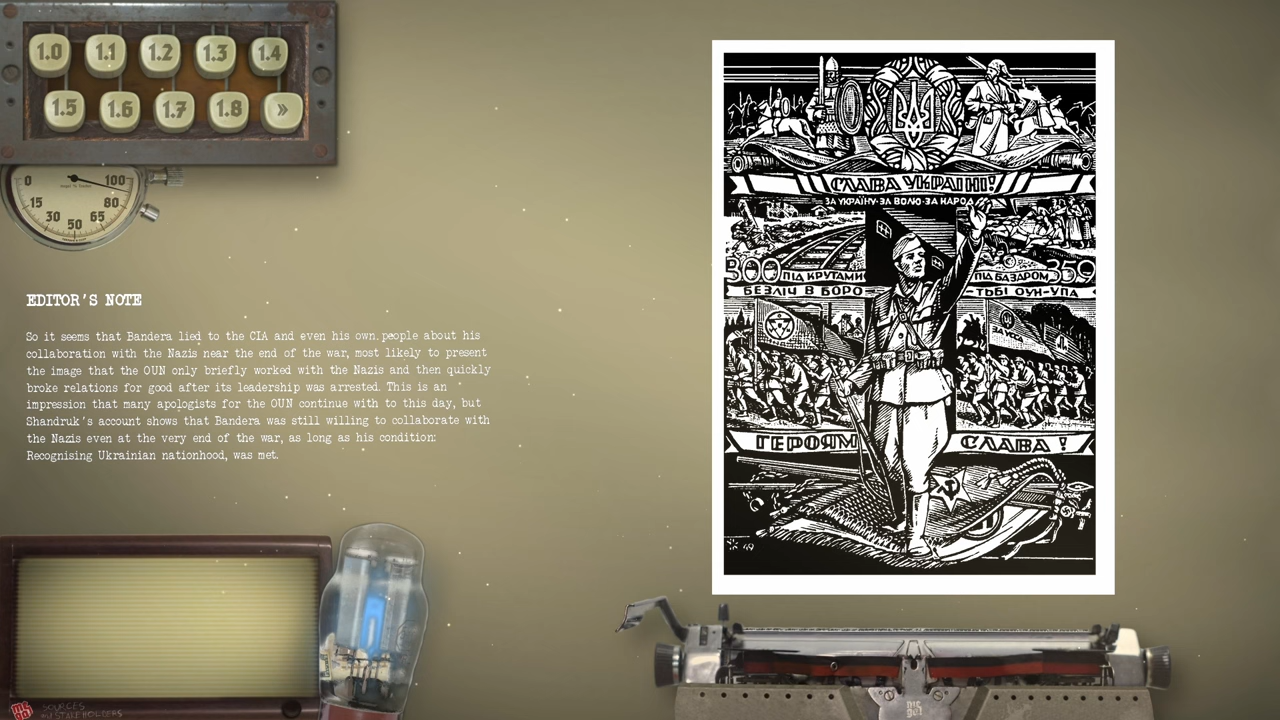 1.0 1.1 1.2 1.3 1.4
1.5 1.6 1.7 1.8 »
0 100
15 80
30 65
50
EDITOR'S NOTE
So it seems that Bandera lied to the CIA and even his own people about his
collaboration with the Nazis near the end of the war, most likely to present
the image that the OUN only briefly worked with the Nazis and then quickly
broke relations for good after its leadership was arrested. This is an
impression that many apologists for the OUN continue with to this day, but
Shandruk's account shows that Bandera was still willing to collaborate with
the Nazis even at the very end of the war, as long as his condition:
Recognising Ukrainian nationhood, was met.
СЛАВА УКРАЇНІ!
ЗА УКРАЇНУ·ЗА ВОЛЮ·ЗА НАРОД
300 ПІД КРУТАМИ ПІД БАЗАРОМ 359
БЕЗЛІЧ В БОРО ТЬБІ ОУН-УПА
ГЕРОЯМ СЛАВА!
SOURCES